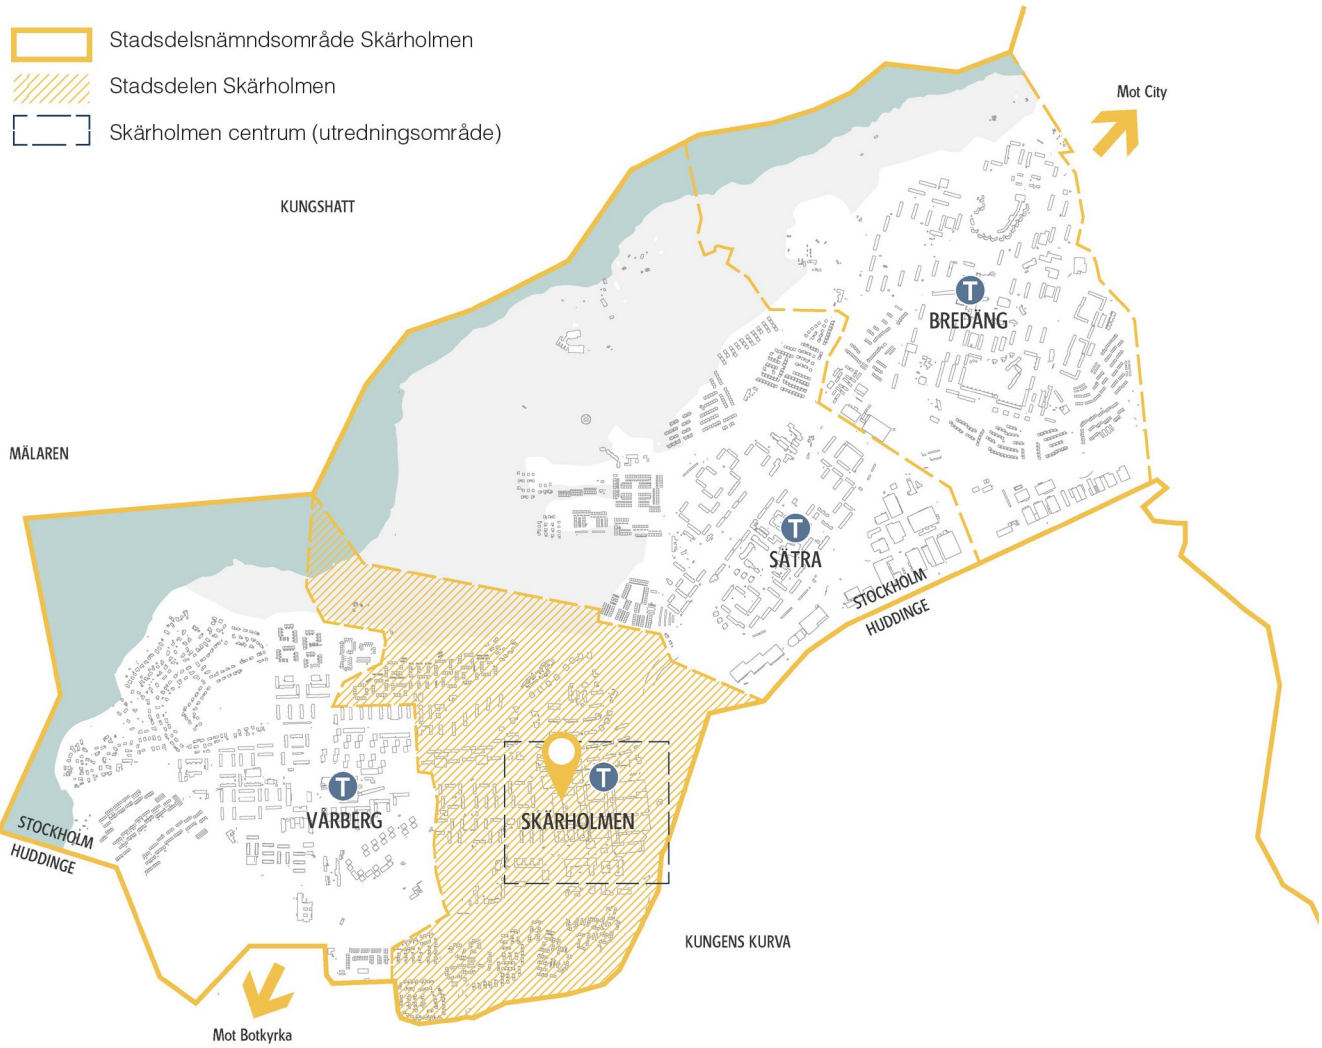 Stadsdelsnämndsområde Skärholmen
Stadsdelen Skärholmen
Skärholmen centrum (utredningsområde)
Mot City
KUNGSHATT
T
BREDÄNG
MÄLAREN
T
SÄTRA
STOCKHOLM
HUDDINGE
T
VÅRBERG
T
SKÄRHOLMEN
STOCKHOLM
HUDDINGE
KUNGENS KURVA
Mot Botkyrka